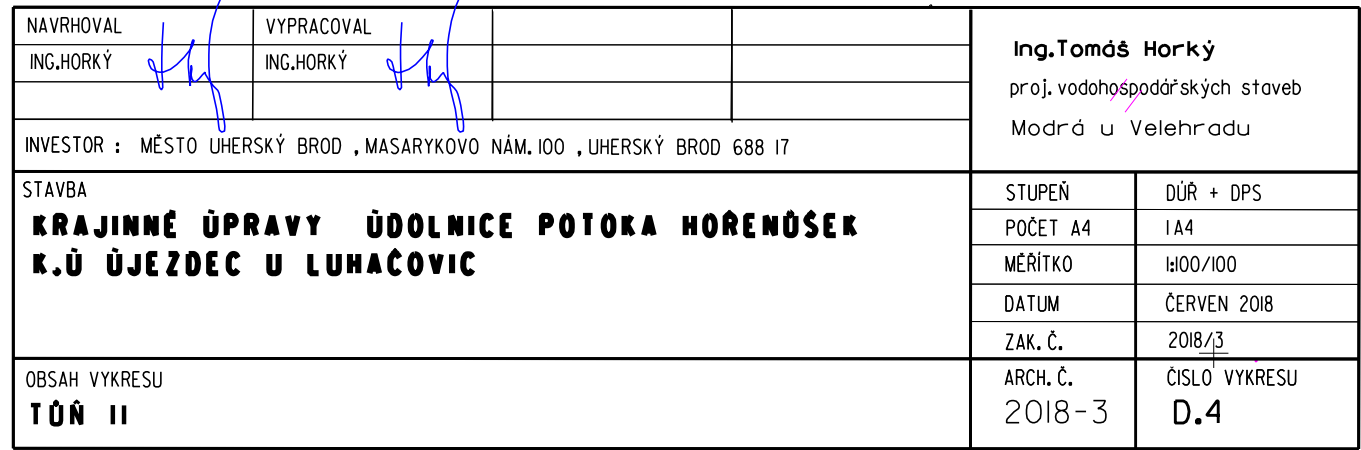 NAVRHOVAL VYPRACOVAL
ING.HORKÝ ING.HORKÝ
INVESTOR : MĚSTO UHERSKÝ BROD , MASARYKOVO NÁM. 100 , UHERSKÝ BROD 688 17
Ing.Tomáš Horký
proj. vodohospodářských staveb
Modrá u Velehradu
STAVBA
KRAJINNÉ ÚPRAVY ÚDOLNICE POTOKA HOŘENŮŠEK
K.Ú ÚJEZDEC U LUHAČOVIC
STUPEŇ DÚŘ + DPS
POČET A4 1 A4
MĚŘÍTKO 1:100/100
DATUM ČERVEN 2018
ZAK. Č. 2018/3
OBSAH VYKRESU
TŮŇ II
ARCH. Č. ČISLO VYKRESU
2018-3 D.4